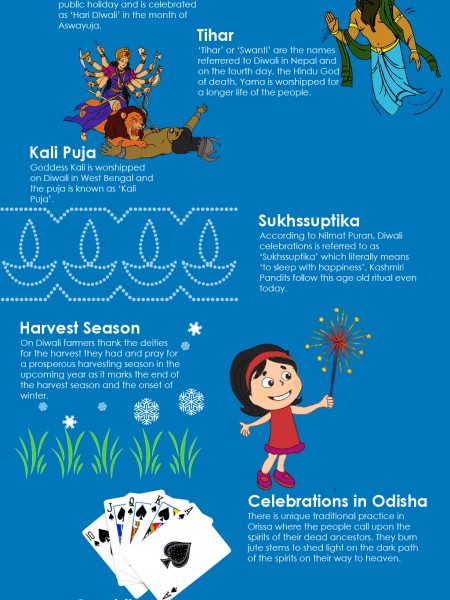 public holiday and is celebrated
as 'Hari Diwali' in the month of
Aswayuja.
Tihar
'Tihar' or 'Swanti' are the names
referrered to Diwali in Nepal and
on the fourth day, the Hindu God
of death, Yama is worshipped for
a longer life of the people.
Kali Puja
Goddess Kali is worshipped
on Diwali in West Bengal and
the puja is known as 'Kali
Puja'.
Sukhssuptika
According to Nilmat Puran, Diwali
celebrations is referred to as
'Sukhssuptika' which literally means
'to sleep with happiness'. Kashmiri
Pandits follow this age old ritual even
today.
Harvest Season
On Diwali farmers thank the deities
for the harvest they had and pray for
a prosperous harvesting season in the
upcoming year as it marks the end of
the harvest season and the onset of
winter.
Celebrations in Odisha
There is unique traditional practice in
Orissa where the people call upon the
spirits of their dead ancestors. They burn
jute stems to shed light on the dark path
of the spirits on their way to heaven.
10 J Q K A